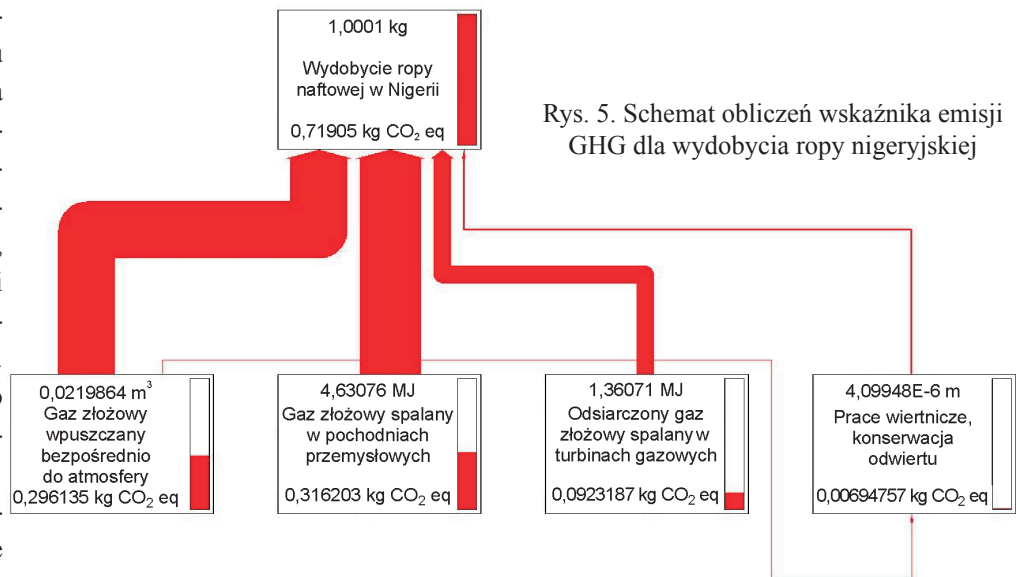 1,0001 kg
Wydobycie ropy
naftowej w Nigerii
0,71905 kg CO₂ eq
Rys. 5. Schemat obliczeń wskaźnika emisji
GHG dla wydobycia ropy nigeryjskiej
0,0219864 m³
Gaz złożowy
wpuszczany
bezpośrednio
do atmosfery
0,296135 kg CO₂ eq
4,63076 MJ
Gaz złożowy spalany
w pochodniach
przemysłowych
0,316203 kg CO₂ eq
1,36071 MJ
Odsiarczony gaz
złożowy spalany w
turbinach gazowych
0,0923187 kg CO₂ eq
4,09948E-6 m
Prace wiertnicze,
konserwacja
odwiertu
0,00694757 kg CO₂ eq